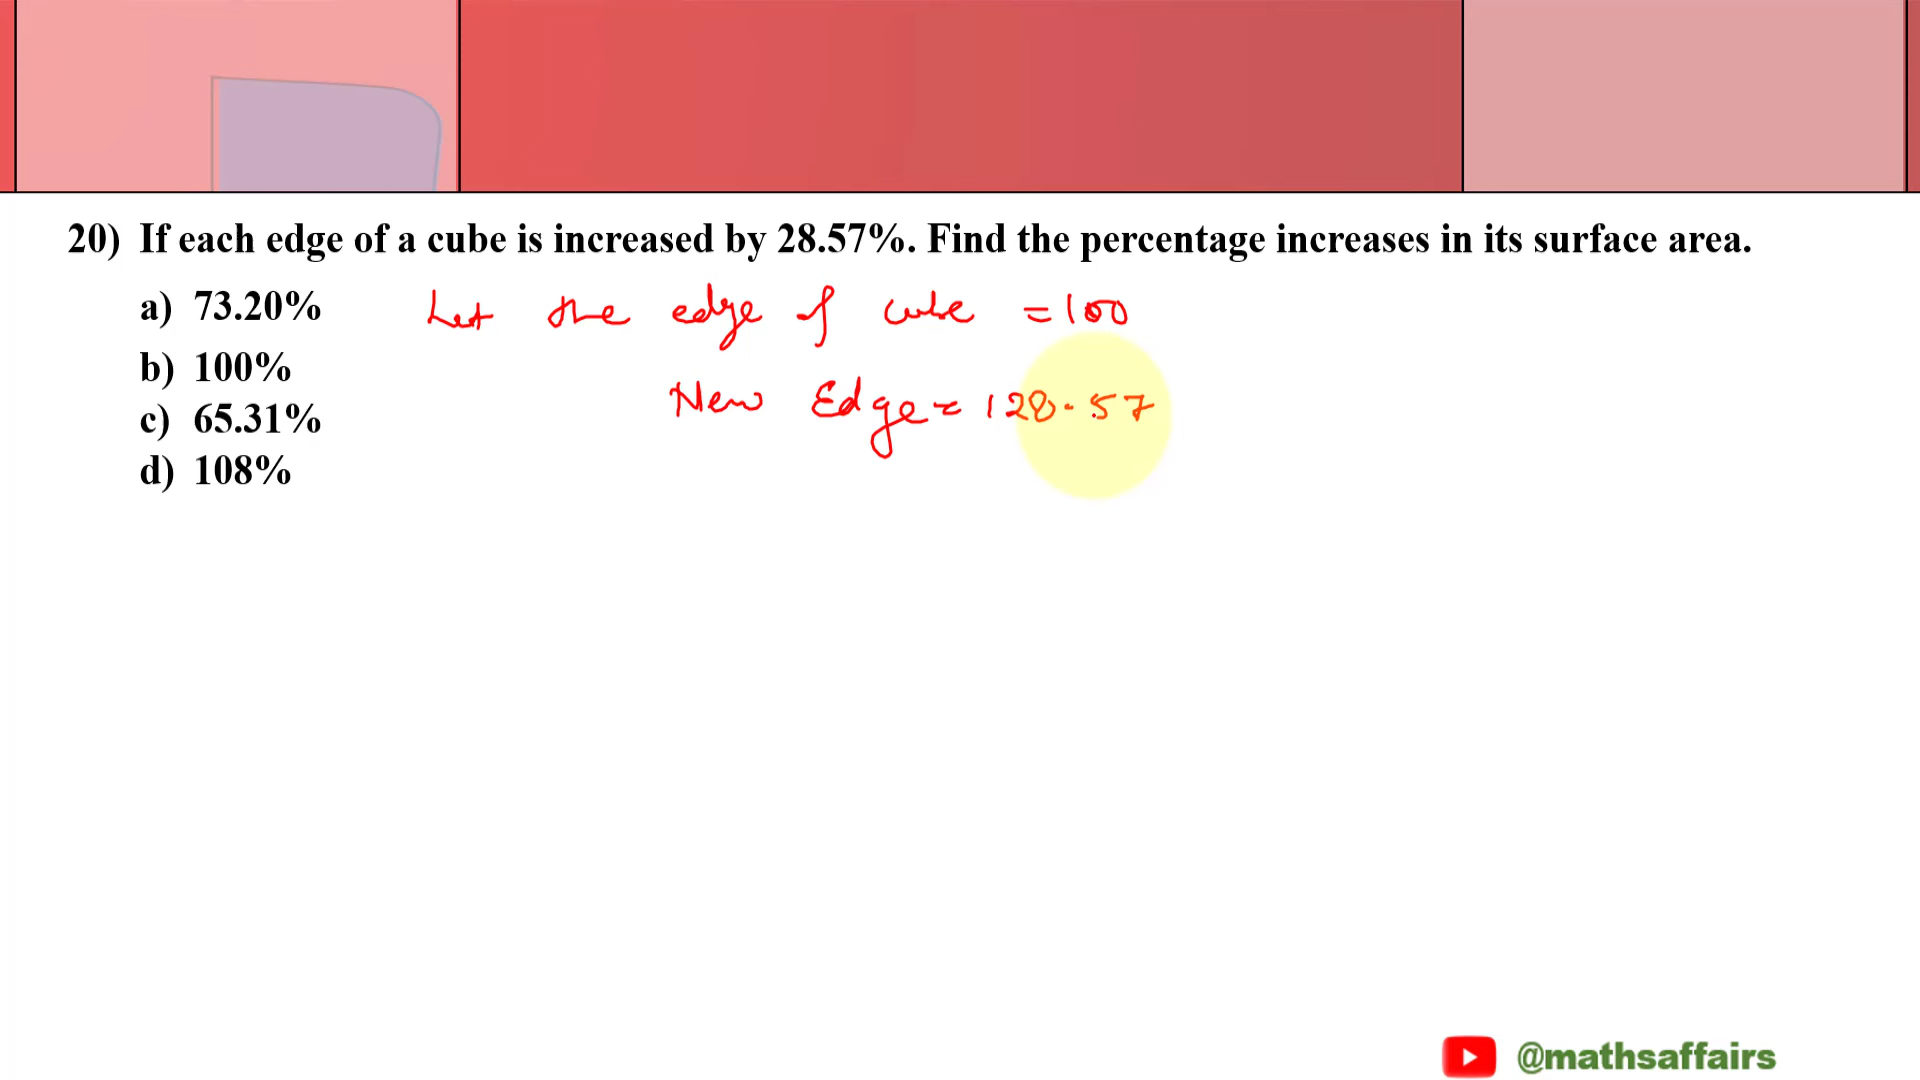 20) If each edge of a cube is increased by 28.57%. Find the percentage increases in its surface area.
a) 73.20%
Let the edge of cube = 100
b) 100%
New Edge = 128.57
c) 65.31%
d) 108%
@mathsaffairs